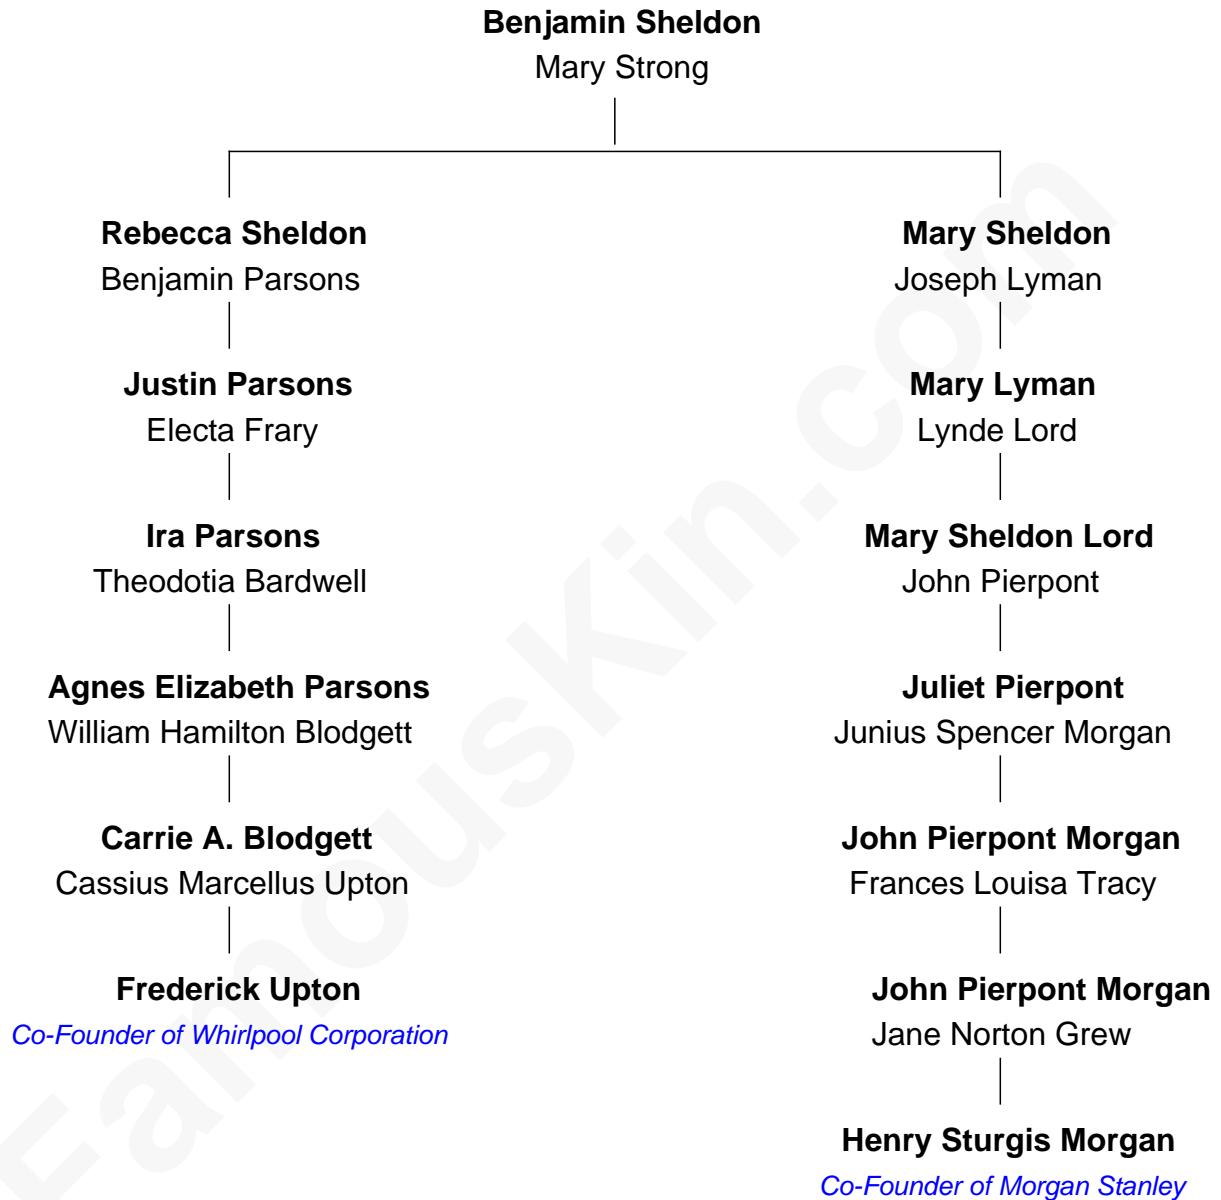 Benjamin Sheldon
Mary Strong
Rebecca Sheldon
Benjamin Parsons
Mary Sheldon
Joseph Lyman
Justin Parsons
Electa Frary
Mary Lyman
Lynde Lord
Ira Parsons
Theodotia Bardwell
Mary Sheldon Lord
John Pierpont
Agnes Elizabeth Parsons
William Hamilton Blodgett
Juliet Pierpont
Junius Spencer Morgan
Carrie A. Blodgett
Cassius Marcellus Upton
John Pierpont Morgan
Frances Louisa Tracy
Frederick Upton
Co-Founder of Whirlpool Corporation
John Pierpont Morgan
Jane Norton Grew
Henry Sturgis Morgan
Co-Founder of Morgan Stanley
FamousKin.com